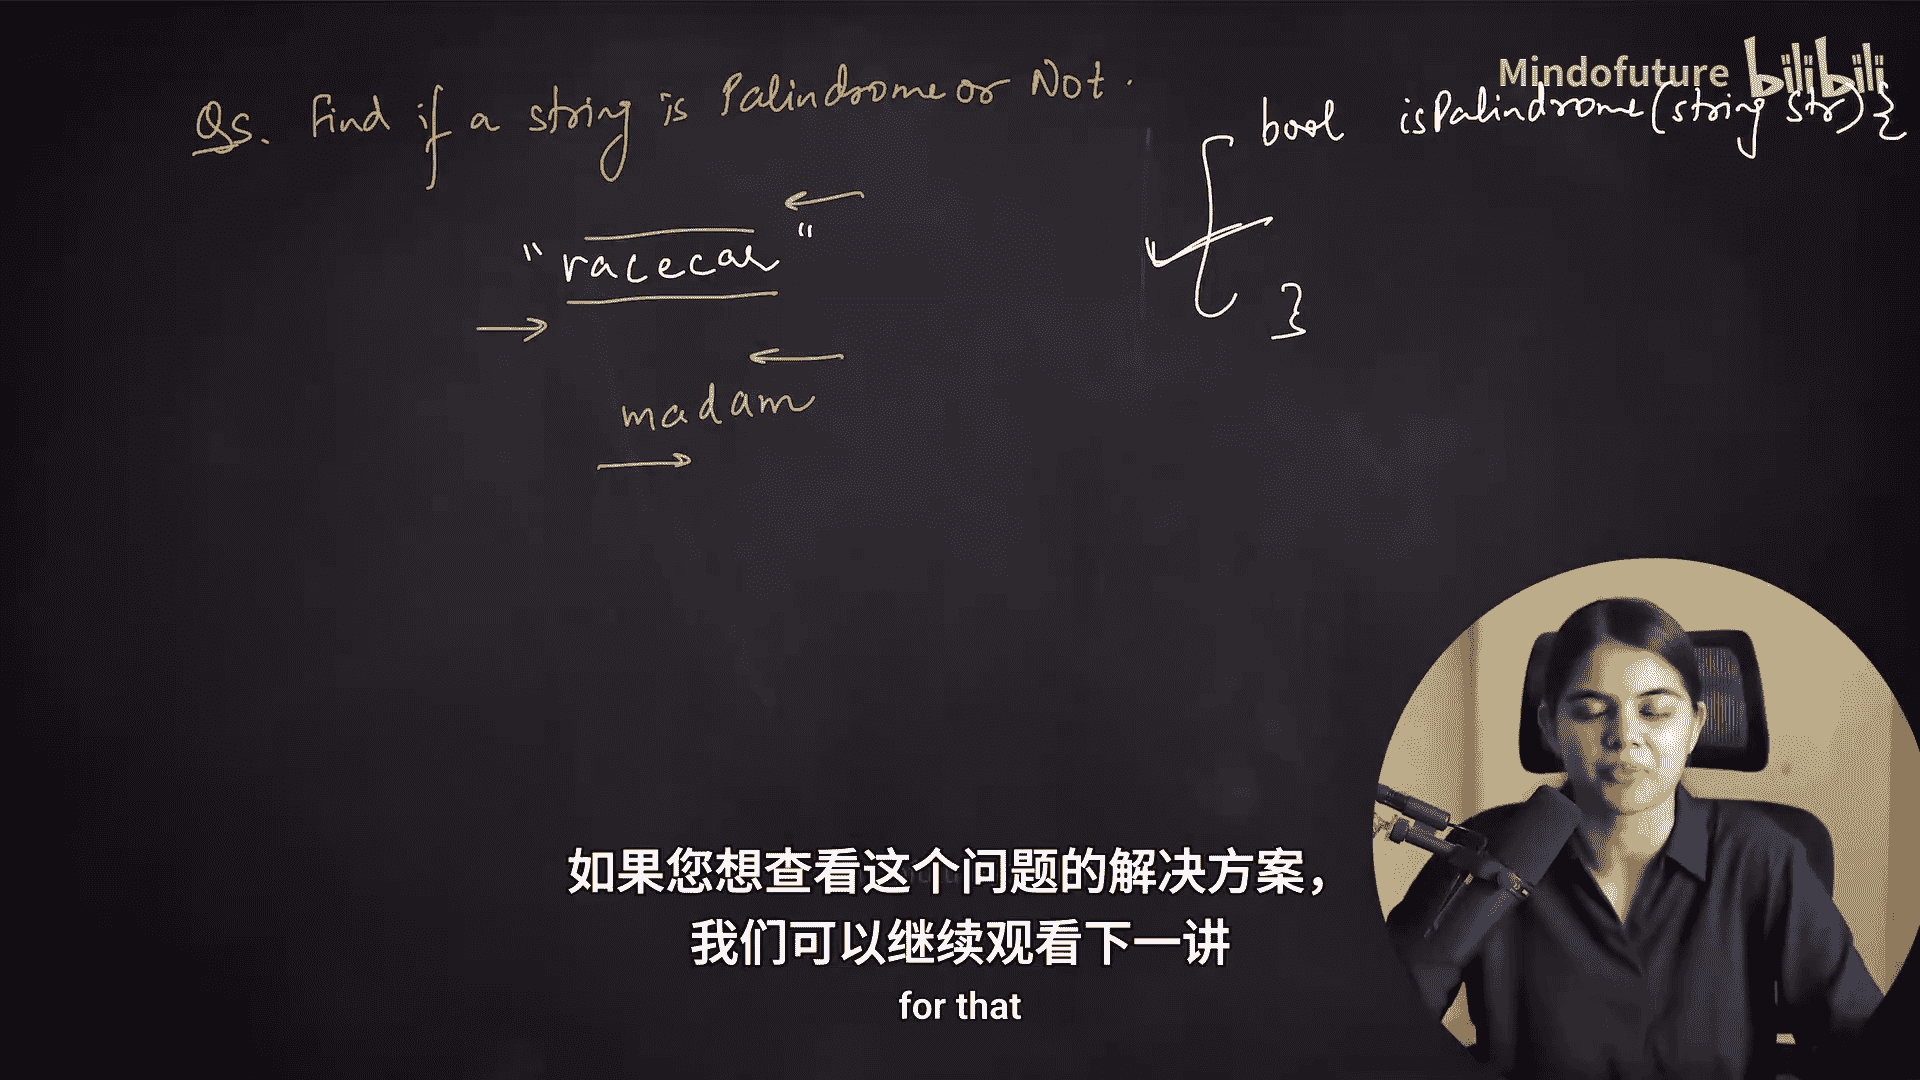 Mindofuture bilibili
Qs. Find if a string is Palindrome or Not.
bool isPalindrome(string str) {
}
"racecar"
madam
如果您想查看这个问题的解决方案，
我们可以继续观看下一讲
for that